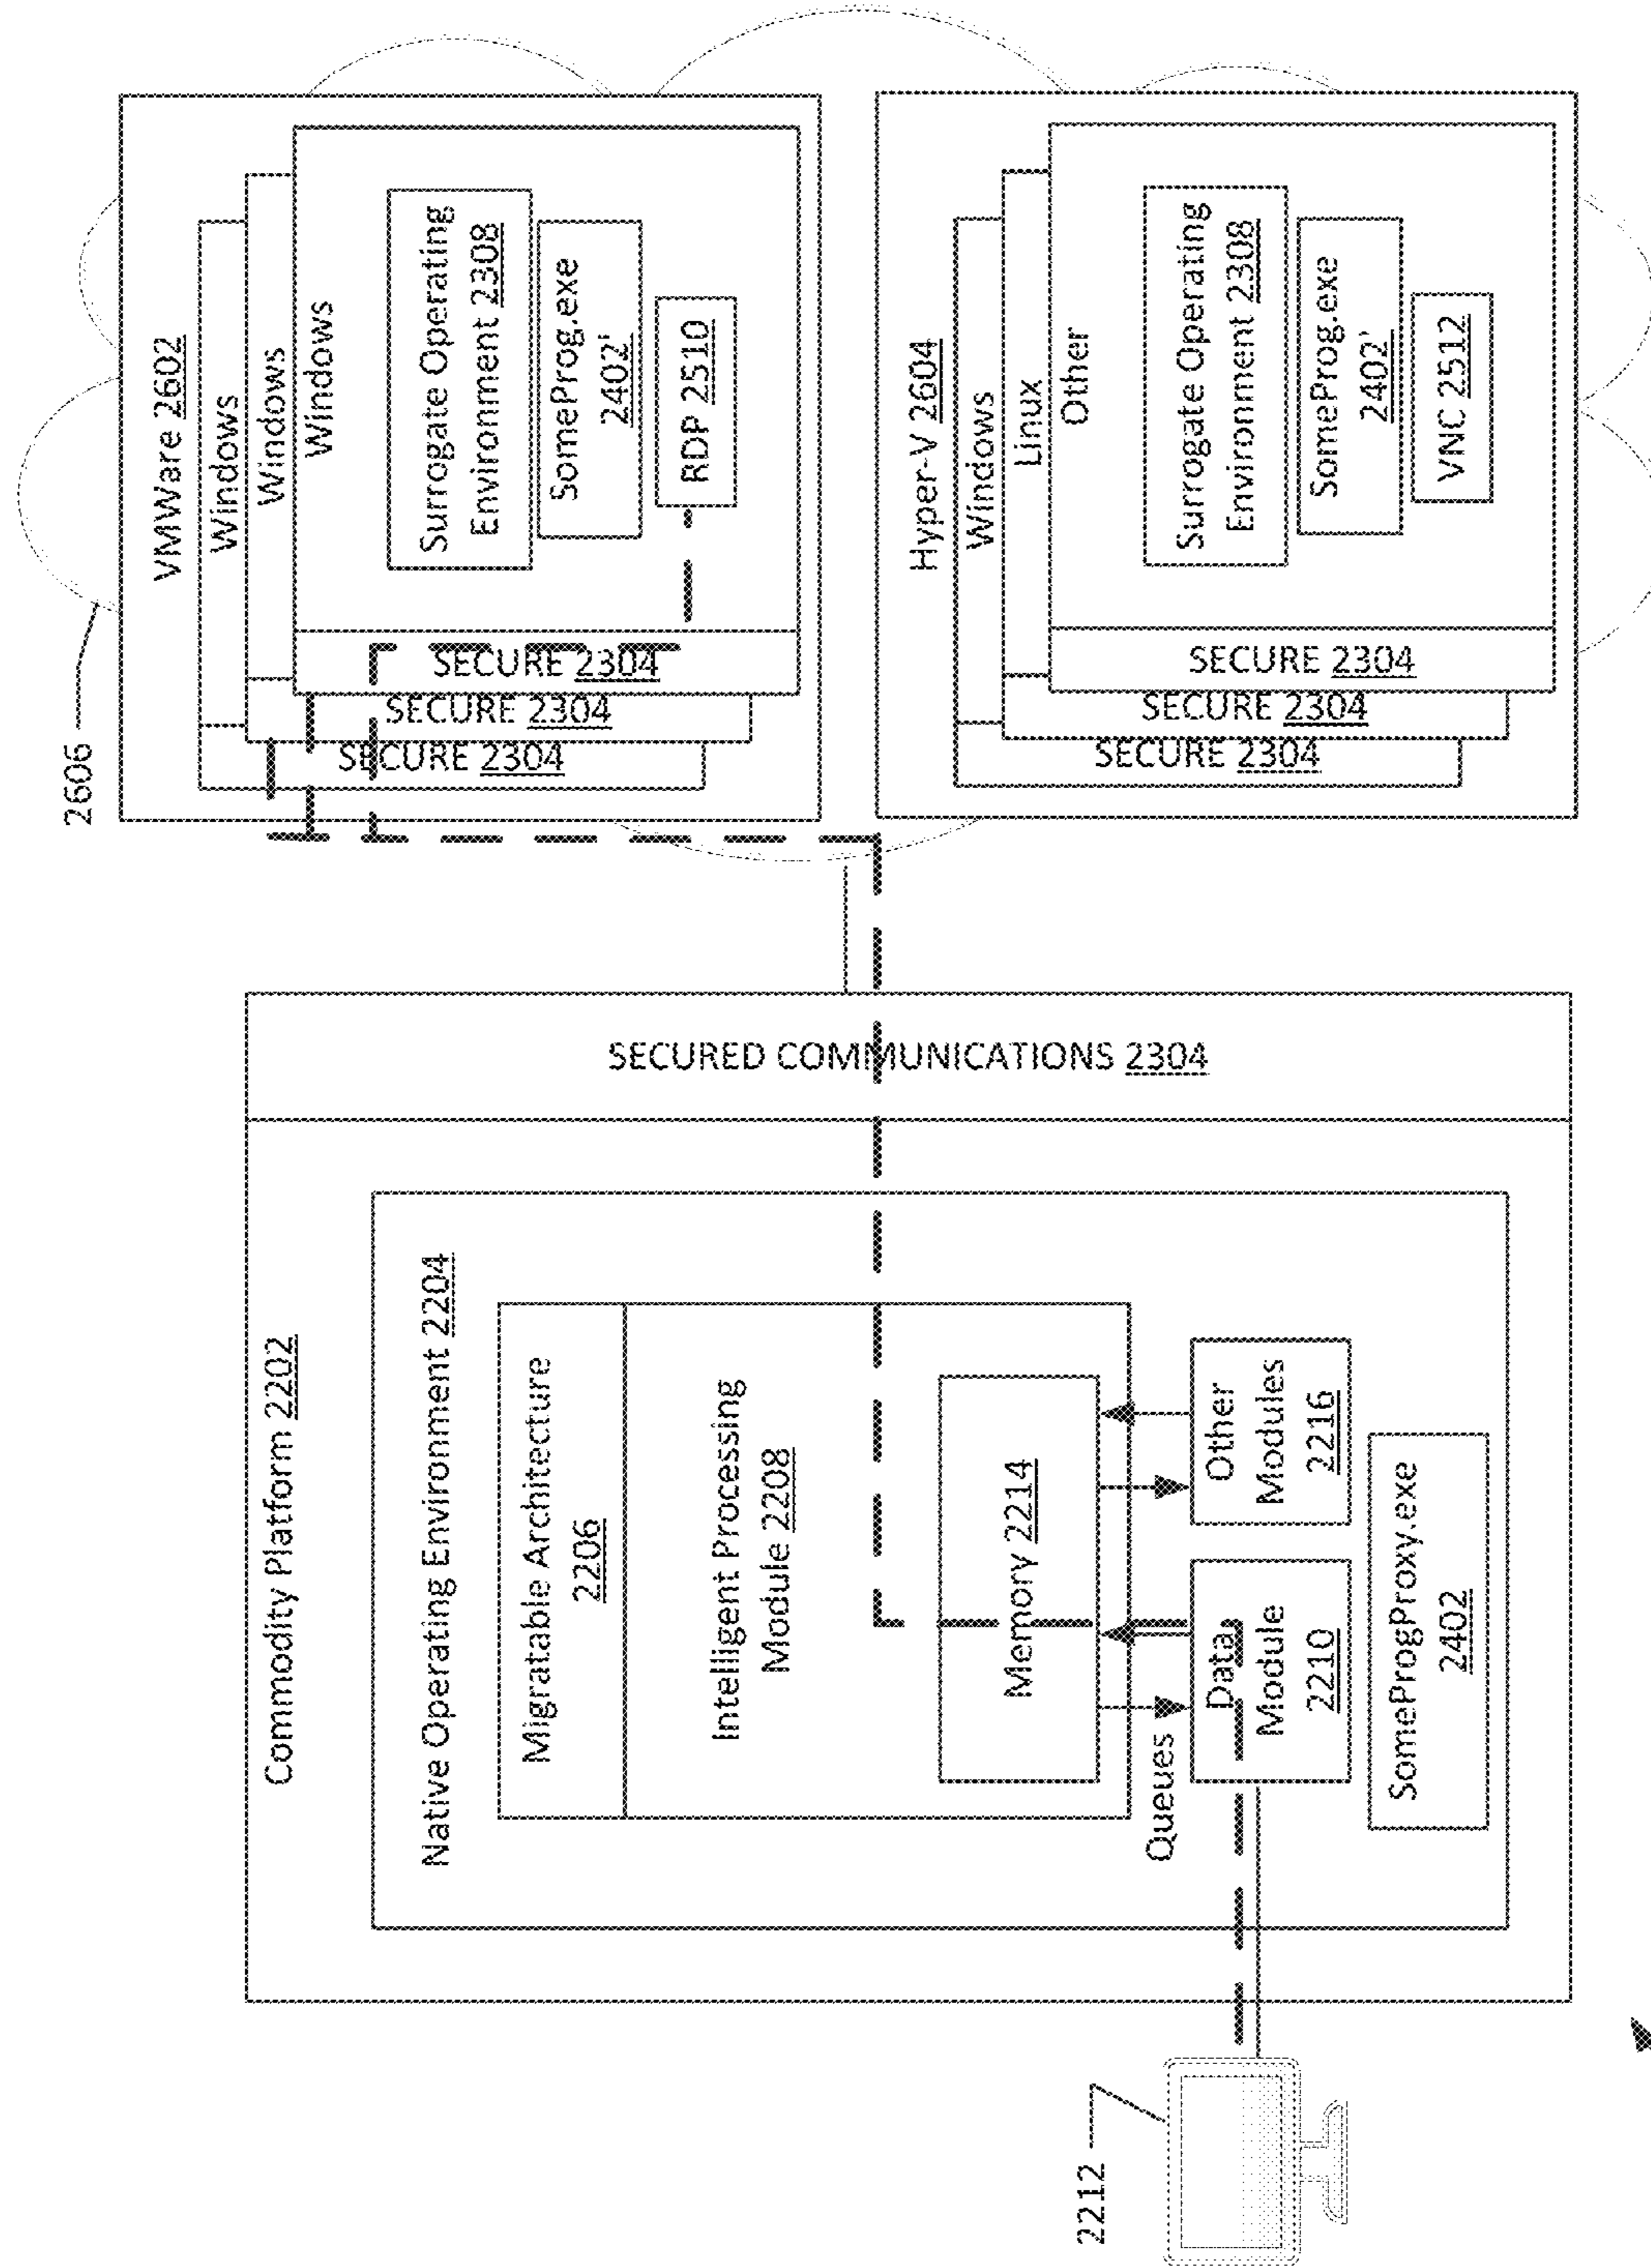 2212
Commodity Platform 2202
Native Operating Environment 2204
Migratable Architecture
2206
Intelligent Processing
Module 2208
Memory 2214
Queues
Data
Module
2210
Other
Modules
2216
SomeProgProxy.exe
2402
SECURED COMMUNICATIONS 2304
2606
VMWare 2602
Windows
Windows
Windows
Surrogate Operating
Environment 2308
SomeProg.exe
2402'
RDP 2510
SECURE 2304
SECURE 2304
SECURE 2304
Hyper-V 2604
Windows
Linux
Other
Surrogate Operating
Environment 2308
SomeProg.exe
2402'
VNC 2512
SECURE 2304
SECURE 2304
SECURE 2304